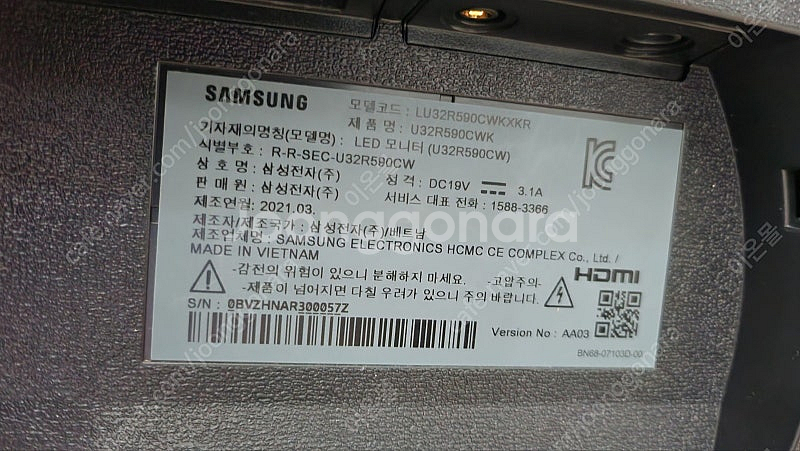 SAMSUNG
모델코드 : LU32R590CWKXKR
제 품 명 : U32R590CWK
기자재의명칭(모델명) : LED 모니터 (U32R590CW)
식별부호 : R-R-SEC-U32R590CW
상 호 명 : 삼성전자(주)
정 격 : DC19V 3.1A
판 매 원 : 삼성전자(주)
서비스 대표 전화 : 1588-3366
제조연월: 2021.03.
제조자/제조국가 : 삼성전자(주)/베트남
제조업체명 : SAMSUNG ELECTRONICS HCMC CE COMPLEX Co., Ltd./
MADE IN VIETNAM
HDMI
-감전의 위험이 있으니 분해하지 마세요. -고압주의-
-제품이 넘어지면 다칠 우려가 있으니 주의 바랍니다.
S/N : 0BVZHNAR300057Z
Version No : AA03
BN68-07103D-00
joonggonara